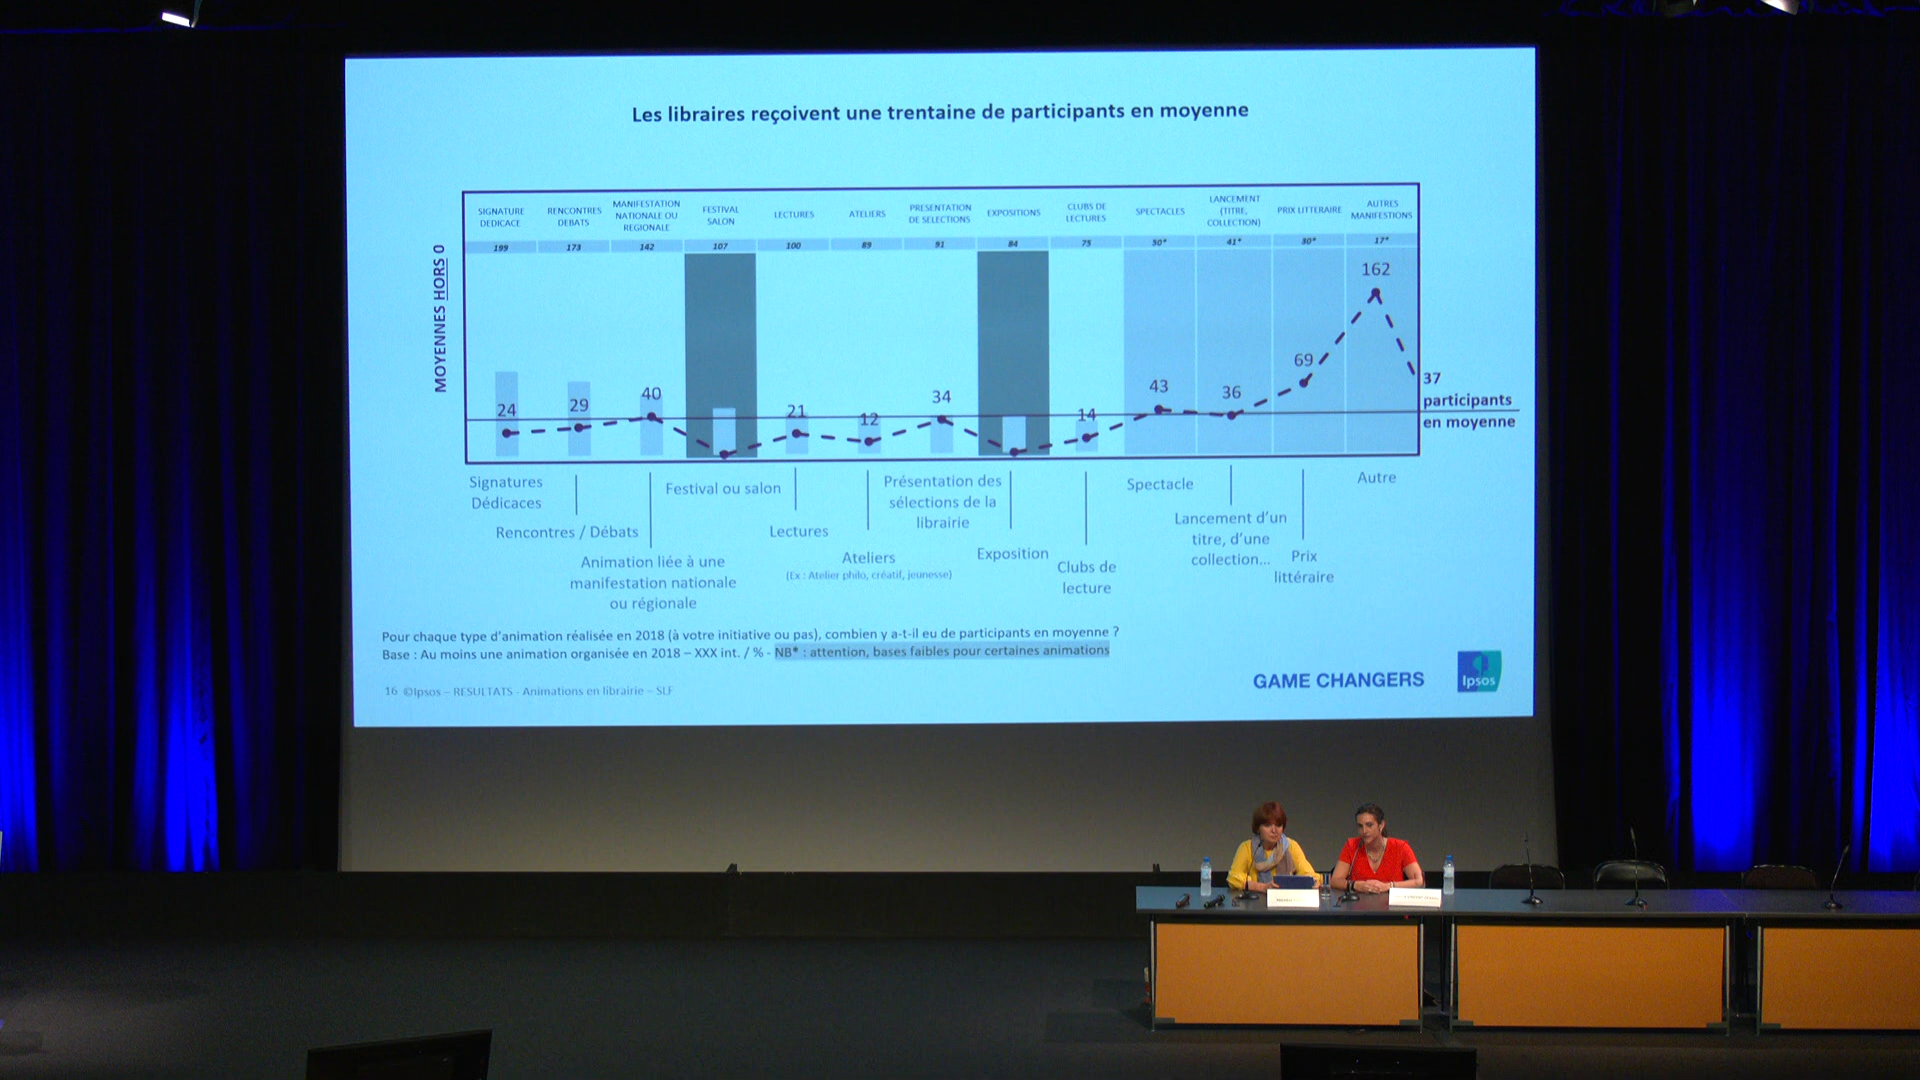 Les libraires reçoivent une trentaine de participants en moyenne
MOYENNES HORS 0
SIGNATURE
DEDICACE
RENCONTRES
DEBATS
MANIFESTATION
NATIONALE OU
REGIONALE
FESTIVAL
SALON
LECTURES
ATELIERS
PRESENTATION
DE SELECTIONS
EXPOSITIONS
CLUBS DE
LECTURES
SPECTACLES
LANCEMENT
(TITRE,
COLLECTION)
PRIX LITTERAIRE
AUTRES
MANIFESTIONS
199 173 142 107 100 89 91 84 75 50* 41* 30* 17*
24 29 40 21 12 34 14 43 36 69 162
37
participants
en moyenne
Signatures
Dédicaces
Rencontres / Débats
Animation liée à une
manifestation nationale
ou régionale
Festival ou salon
Lectures
Ateliers
(Ex : Atelier philo, créatif, jeunesse)
Présentation des
sélections de la
librairie
Exposition
Clubs de
lecture
Spectacle
Lancement d'un
titre, d'une
collection...
Prix
littéraire
Autre
Pour chaque type d'animation réalisée en 2018 (à votre initiative ou pas), combien y a-t-il eu de participants en moyenne ?
Base : Au moins une animation organisée en 2018 – XXX int. / % - NB* : attention, bases faibles pour certaines animations
16 ©Ipsos – RESULTATS - Animations en librairie – SLF
GAME CHANGERS
Ipsos